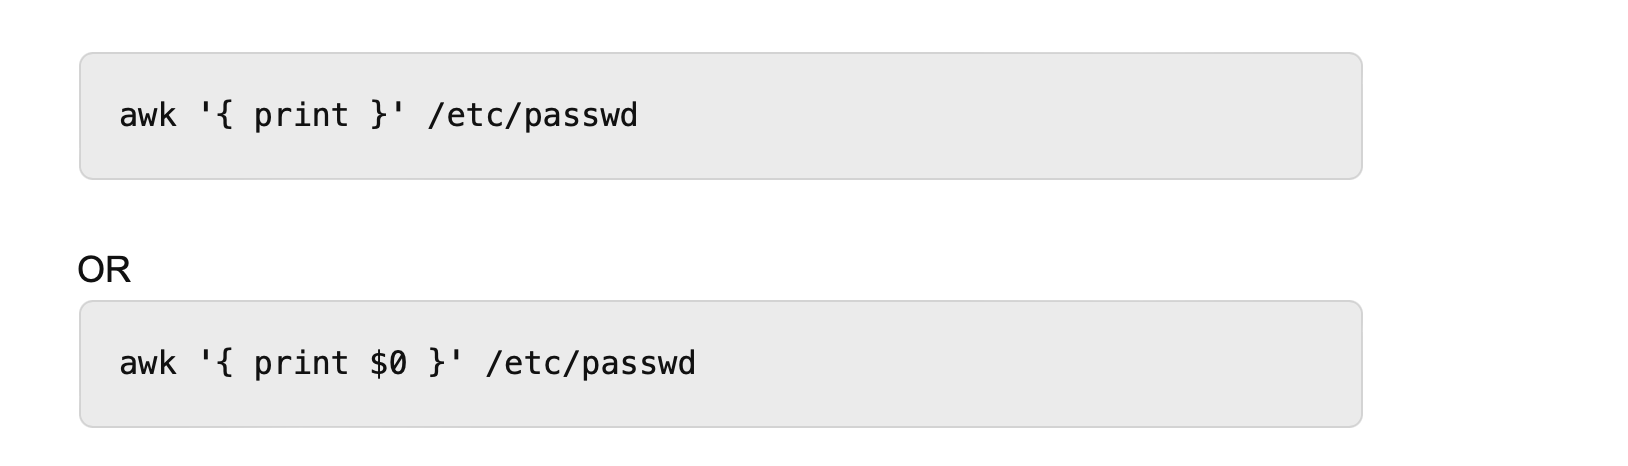 awk '{ print }' /etc/passwd
OR
awk '{ print $0 }' /etc/passwd